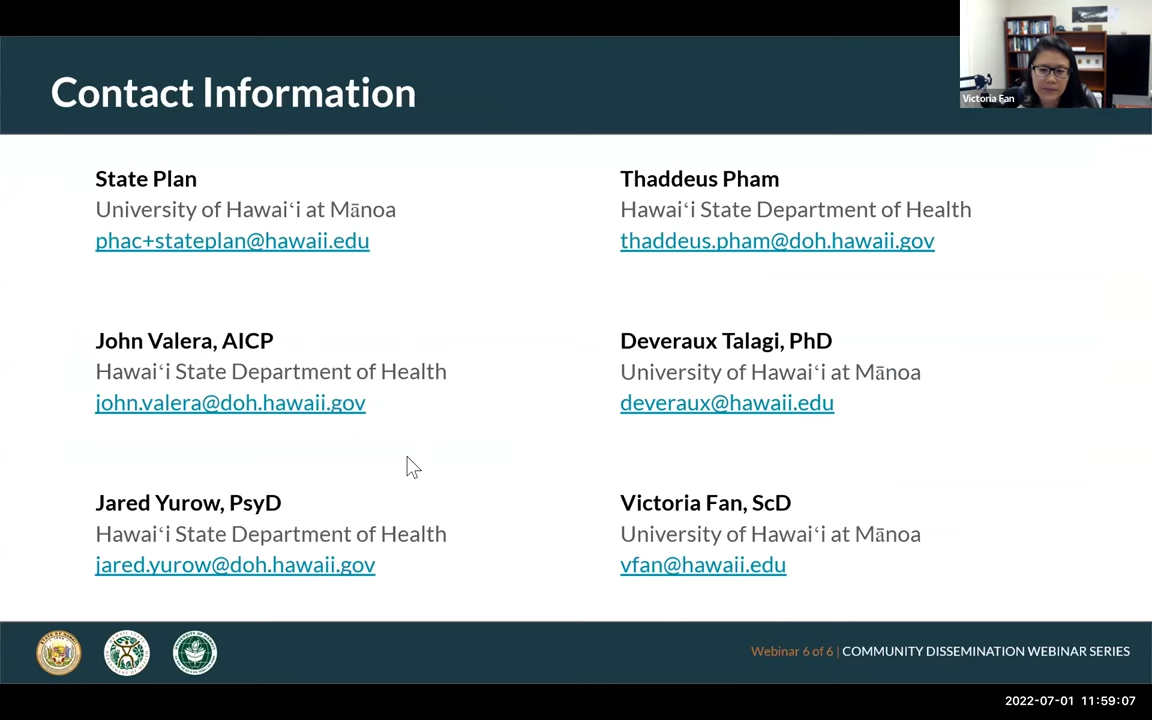 Contact Information
Victoria Fan
State Plan
University of Hawaiʻi at Mānoa
phac+stateplan@hawaii.edu
Thaddeus Pham
Hawaiʻi State Department of Health
thaddeus.pham@doh.hawaii.gov
John Valera, AICP
Hawaiʻi State Department of Health
john.valera@doh.hawaii.gov
Deveraux Talagi, PhD
University of Hawaiʻi at Mānoa
deveraux@hawaii.edu
Jared Yurow, PsyD
Hawaiʻi State Department of Health
jared.yurow@doh.hawaii.gov
Victoria Fan, ScD
University of Hawaiʻi at Mānoa
vfan@hawaii.edu
Webinar 6 of 6 | COMMUNITY DISSEMINATION WEBINAR SERIES
2022-07-01 11:59:07